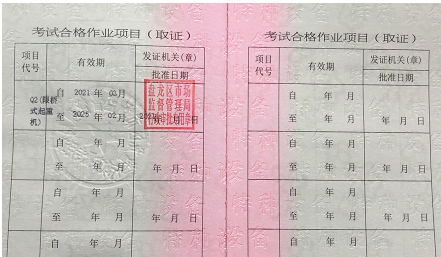 考试合格作业项目（取证）
项目代号 有效期 发证机关(章)
批准日期
Q2(限桥式起重机)
自 2021 年 03月
至 2025 年 02月
盘龙区市场
监督管理局
年 月 日
自 年 月
至 年 月 年 月 日
自 年 月
至 年 月 年 月 日
自 年 月
考试合格作业项目（取证）
项目代号 有效期 发证机关(章)
批准日期
自 年 月
至 年 月 年 月 日
自 年 月
至 年 月 年 月 日
自 年 月
至 年 月 年 月 日
自 年 月